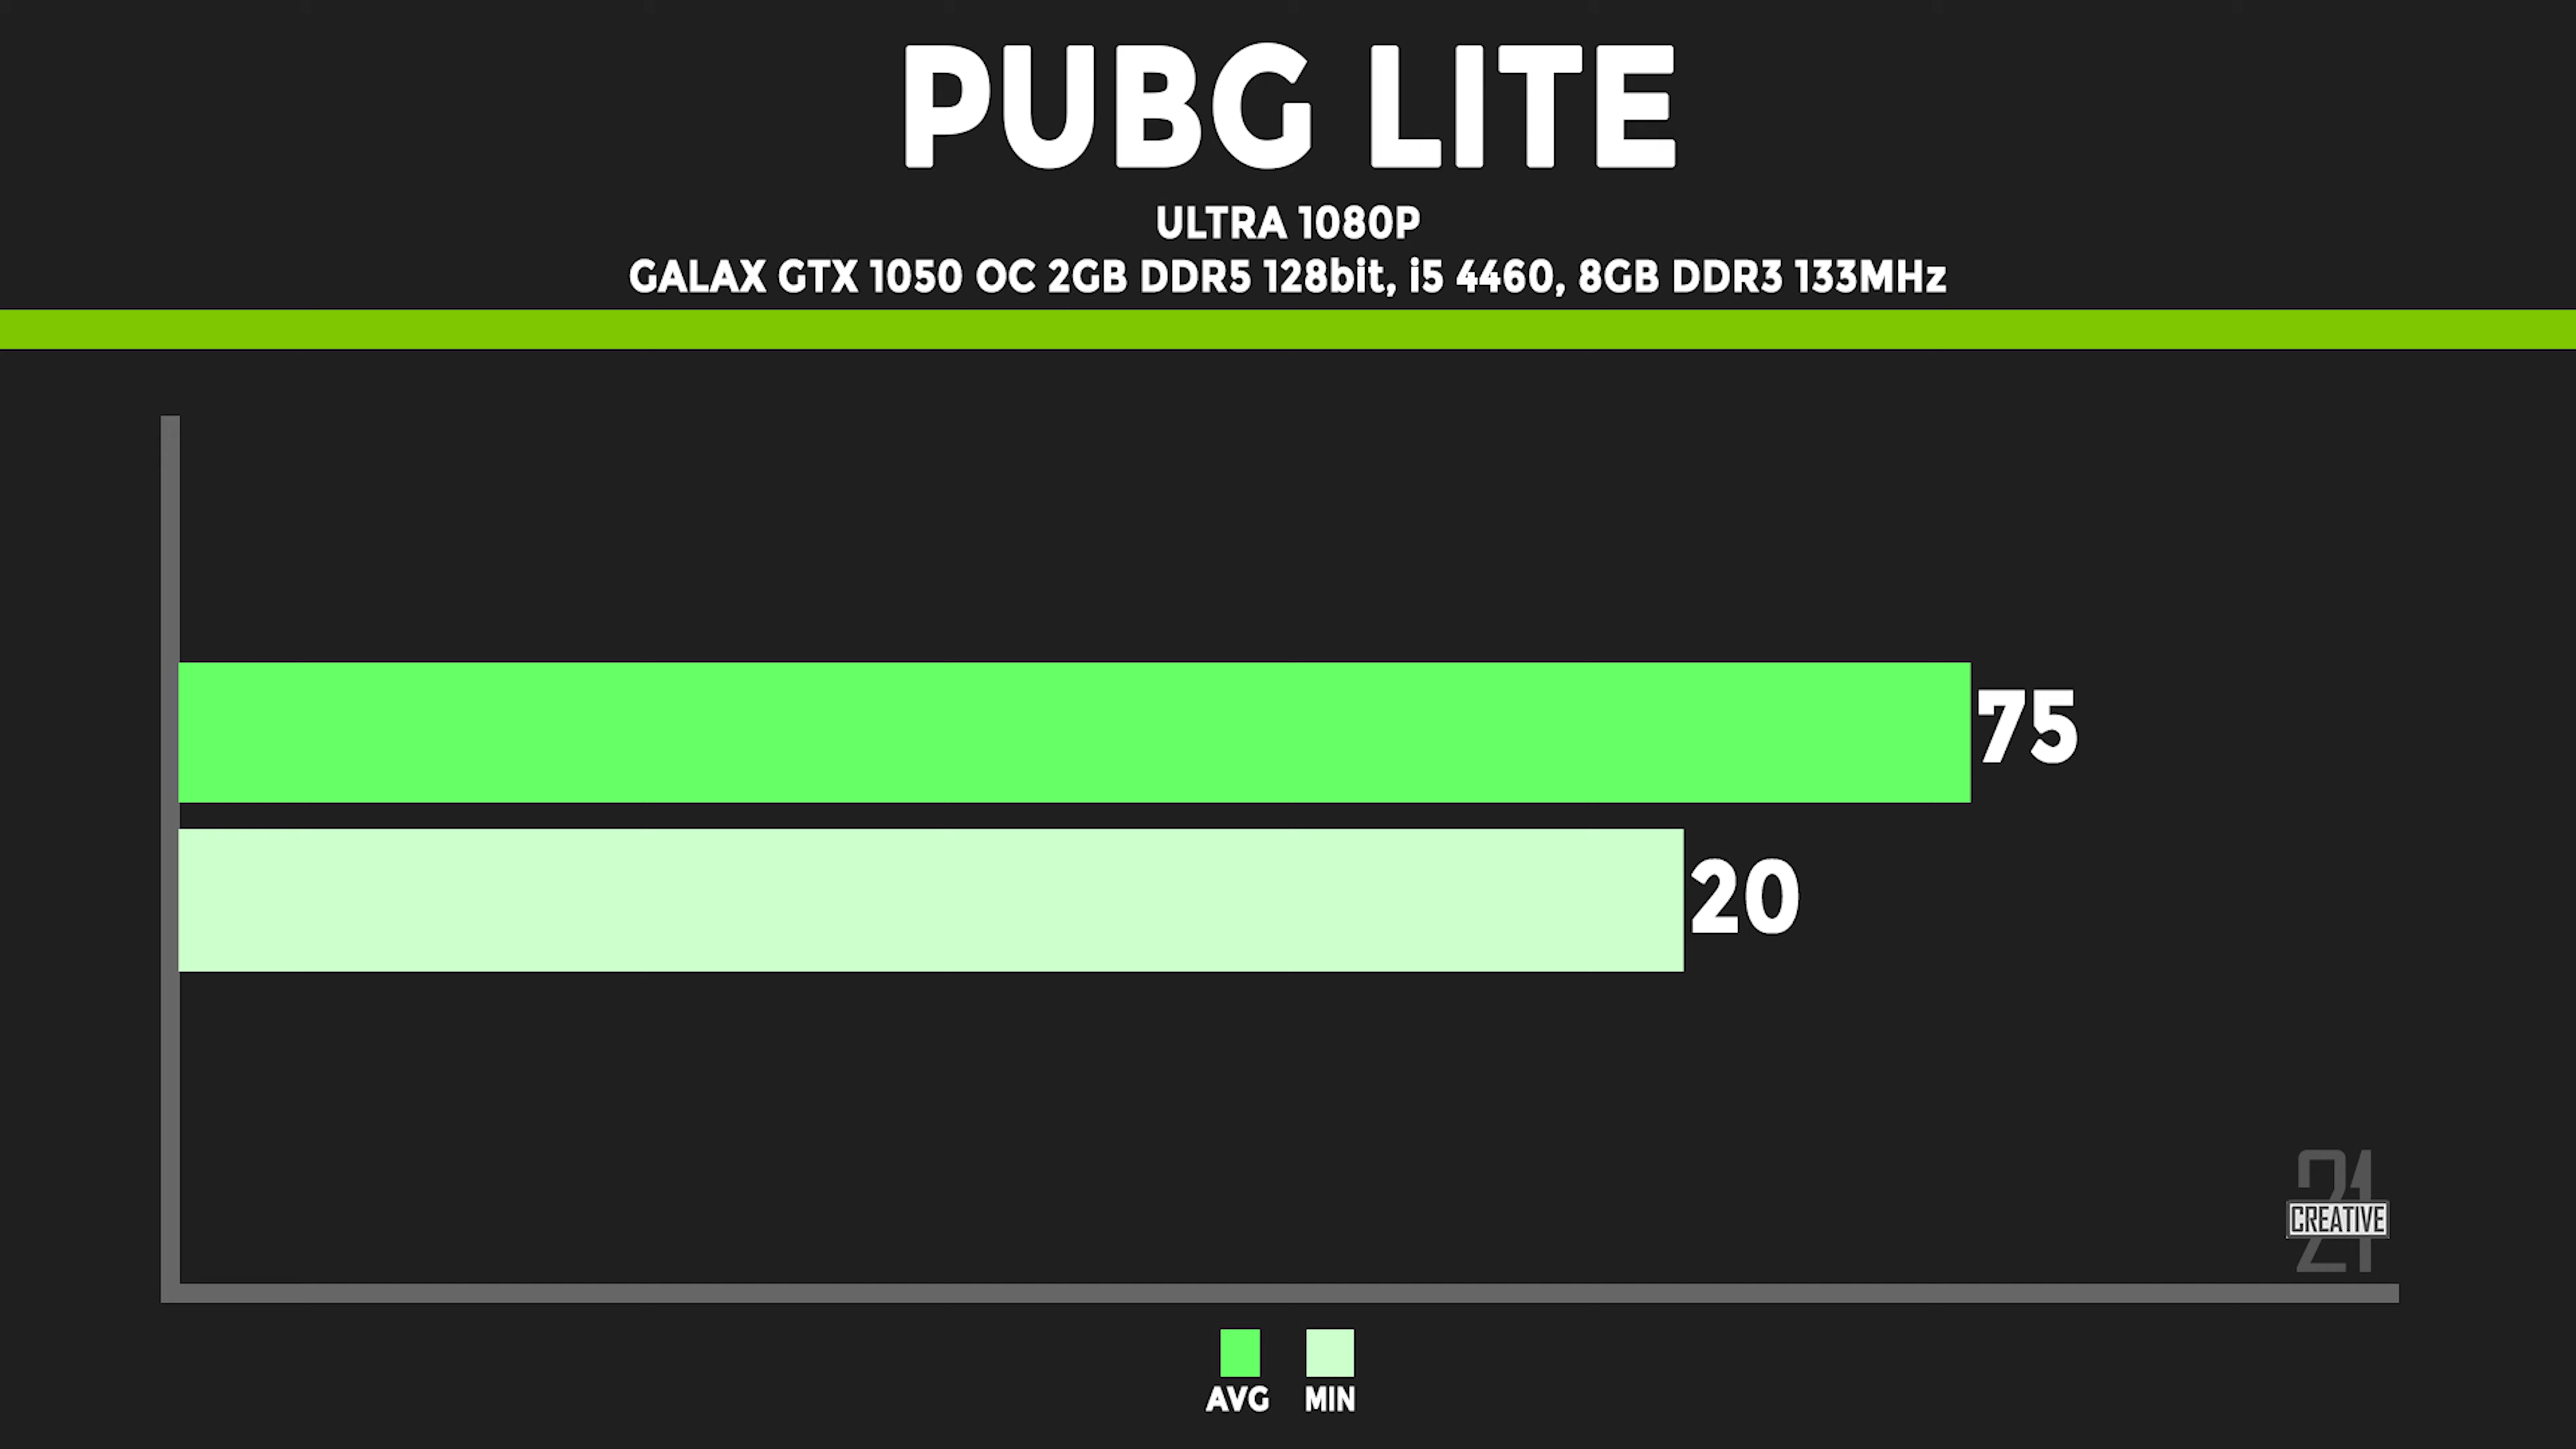 PUBG LITE
ULTRA 1080P
GALAX GTX 1050 OC 2GB DDR5 128bit, i5 4460, 8GB DDR3 133MHz
75
20
21
CREATIVE
AVG MIN